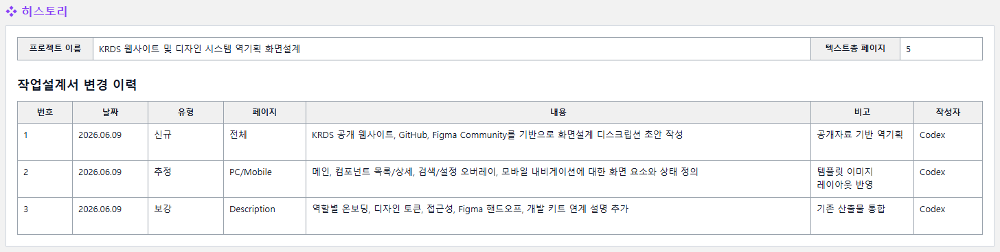 히스토리
프로젝트 이름 KRDS 웹사이트 및 디자인 시스템 역기획 화면설계 텍스트총 페이지 5
작업설계서 변경 이력
번호 날짜 유형 페이지 내용 비고 작성자
1 2026.06.09 신규 전체 KRDS 공개 웹사이트, GitHub, Figma Community를 기반으로 화면설계 디스크립션 초안 작성 공개자료 기반 역기획 Codex
2 2026.06.09 추정 PC/Mobile 메인, 컴포넌트 목록/상세, 검색/설정 오버레이, 모바일 내비게이션에 대한 화면 요소와 상태 정의 템플릿 이미지 Codex
레이아웃 반영
3 2026.06.09 보강 Description 역할별 온보딩, 디자인 토큰, 접근성, Figma 핸드오프, 개발 키트 연계 설명 추가 기존 산출물 통합 Codex